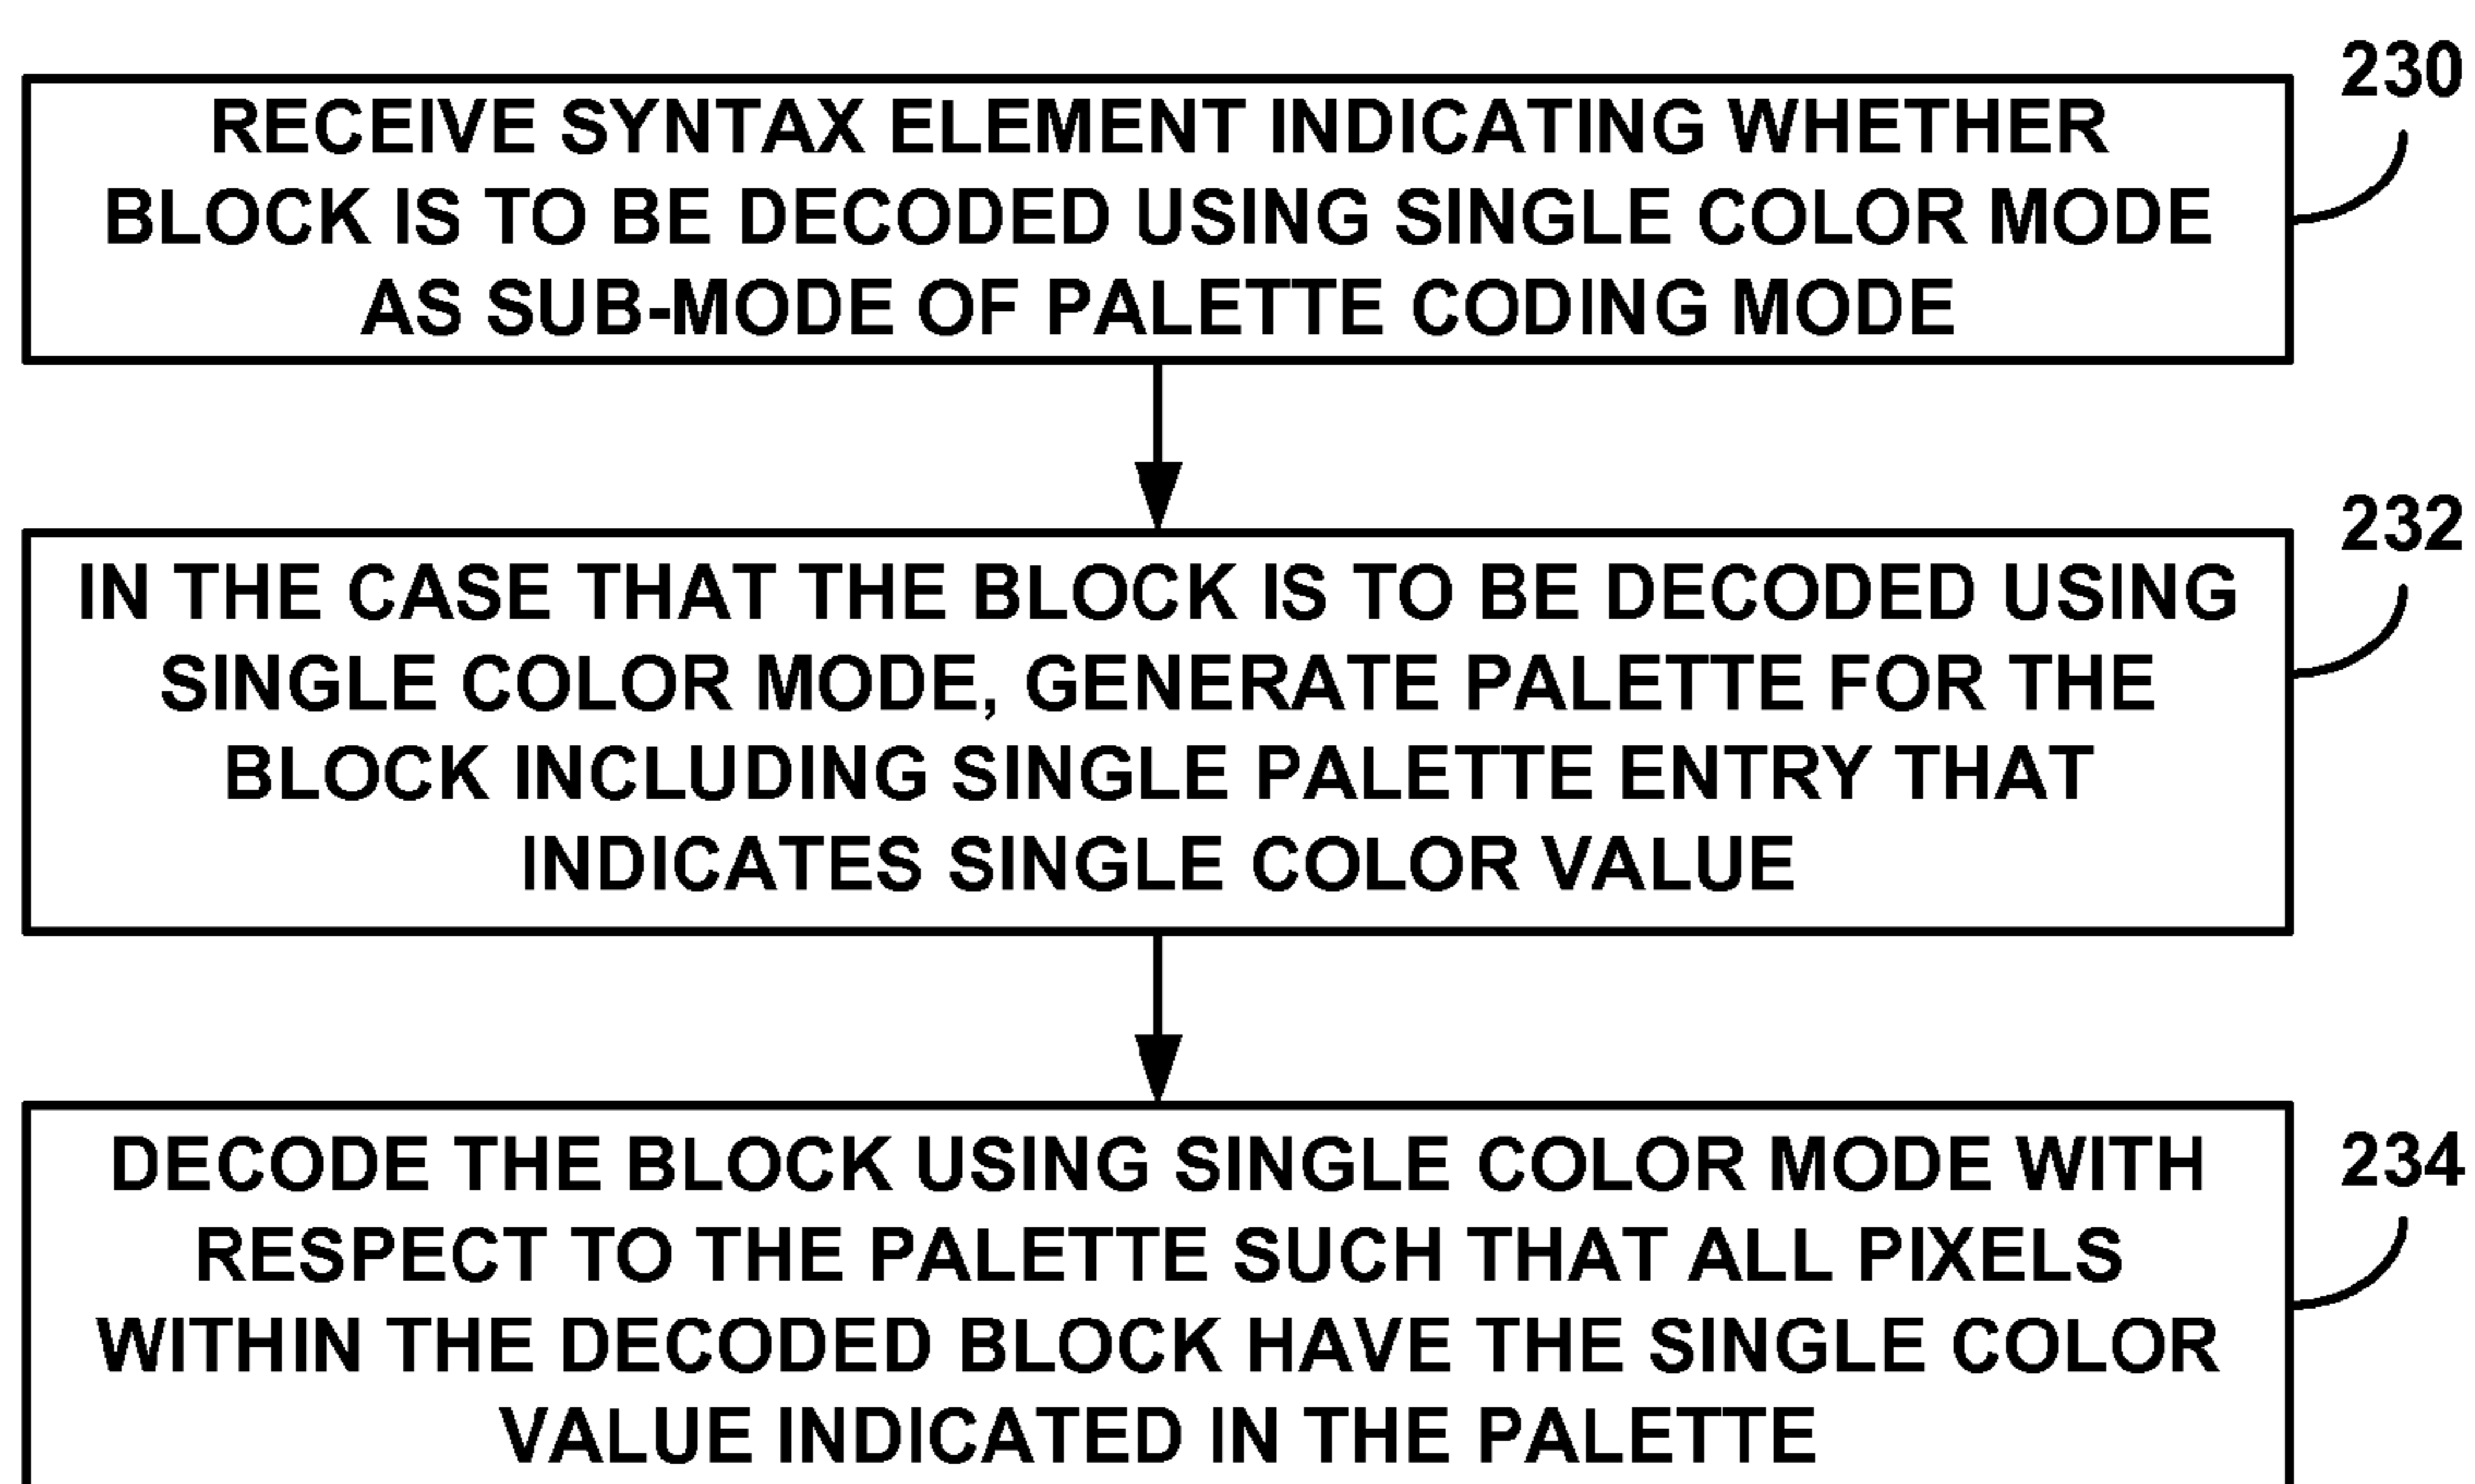 230
RECEIVE SYNTAX ELEMENT INDICATING WHETHER
BLOCK IS TO BE DECODED USING SINGLE COLOR MODE
AS SUB-MODE OF PALETTE CODING MODE
232
IN THE CASE THAT THE BLOCK IS TO BE DECODED USING
SINGLE COLOR MODE, GENERATE PALETTE FOR THE
BLOCK INCLUDING SINGLE PALETTE ENTRY THAT
INDICATES SINGLE COLOR VALUE
234
DECODE THE BLOCK USING SINGLE COLOR MODE WITH
RESPECT TO THE PALETTE SUCH THAT ALL PIXELS
WITHIN THE DECODED BLOCK HAVE THE SINGLE COLOR
VALUE INDICATED IN THE PALETTE